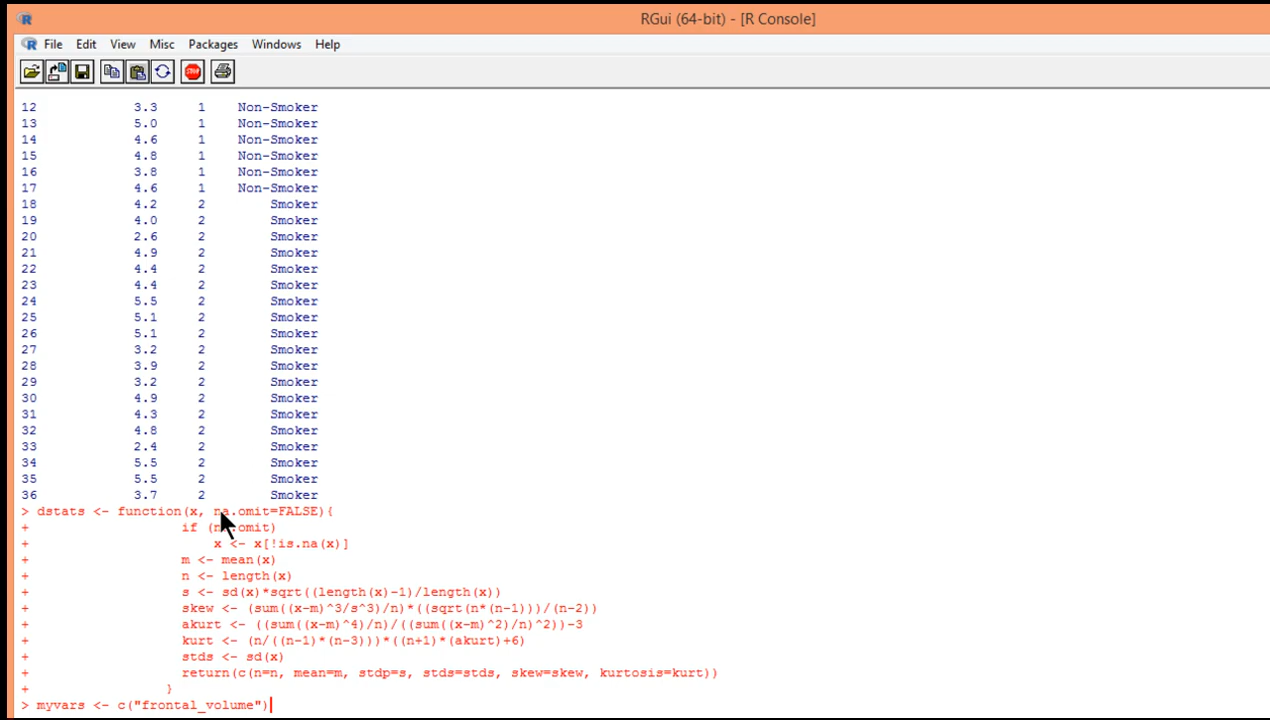 RGui (64-bit) - [R Console]
File Edit View Misc Packages Windows Help
STOP
12 3.3 1 Non-Smoker
13 5.0 1 Non-Smoker
14 4.6 1 Non-Smoker
15 4.8 1 Non-Smoker
16 3.8 1 Non-Smoker
17 4.6 1 Non-Smoker
18 4.2 2 Smoker
19 4.0 2 Smoker
20 2.6 2 Smoker
21 4.9 2 Smoker
22 4.4 2 Smoker
23 4.4 2 Smoker
24 5.5 2 Smoker
25 5.1 2 Smoker
26 5.1 2 Smoker
27 3.2 2 Smoker
28 3.9 2 Smoker
29 3.2 2 Smoker
30 4.9 2 Smoker
31 4.3 2 Smoker
32 4.8 2 Smoker
33 2.4 2 Smoker
34 5.5 2 Smoker
35 5.5 2 Smoker
36 3.7 2 Smoker
> dstats <- function(x, na.omit=FALSE){
+ if (na.omit)
+ x <- x[!is.na(x)]
+ m <- mean(x)
+ n <- length(x)
+ s <- sd(x)*sqrt((length(x)-1)/length(x))
+ skew <- (sum((x-m)^3/s^3)/n)*((sqrt(n*(n-1)))/(n-2))
+ akurt <- ((sum((x-m)^4)/n)/((sum((x-m)^2)/n)^2))-3
+ kurt <- (n/((n-1)*(n-3)))*((n+1)*(akurt)+6)
+ stds <- sd(x)
+ return(c(n=n, mean=m, stdp=s, stds=stds, skew=skew, kurtosis=kurt))
+ }
> myvars <- c("frontal_volume")